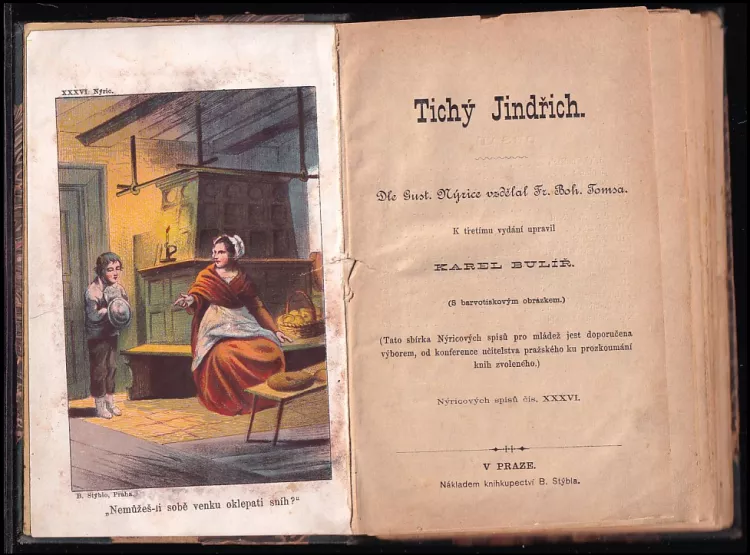 XXXVI. Nýric.
B. Stýblo, Praha.
„Nemůžeš-li sobě venku oklepati sníh?“
Tichý Jindřich.
Dle Gust. Nýrice vzdělal Fr. Boh. Tomsa.
K třetímu vydání upravil
KAREL BULÍŘ.
(S barvotiskovým obrázkem.)
(Tato sbírka Nýricových spisů pro mládež jest doporučena
výborem, od konference učitelstva pražského ku prozkoumání
knih zvoleného.)
Nýricových spisů čís. XXXVI.
V PRAZE.
Nákladem knihkupectví B. Stýbla.